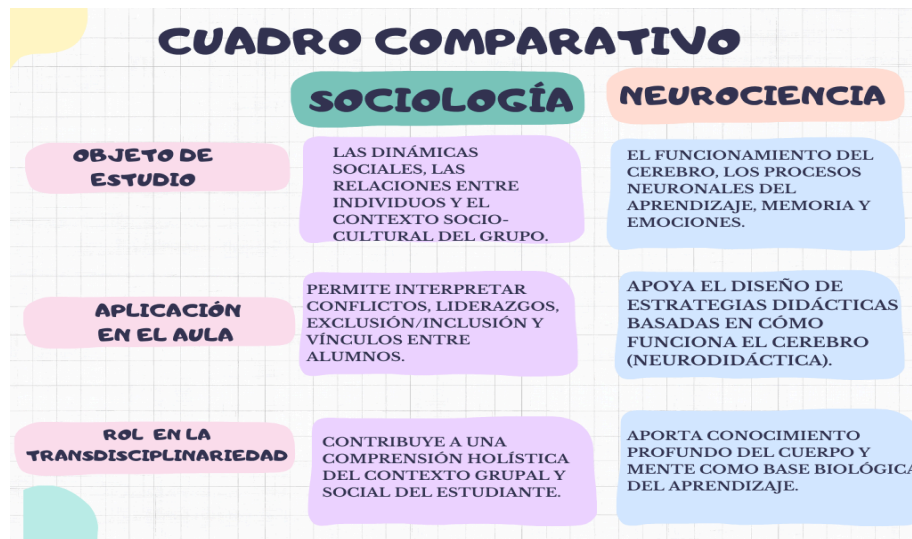 CUADRO COMPARATIVO
SOCIOLOGÍA
NEUROCIENCIA
OBJETO DE
ESTUDIO
LAS DINÁMICAS
SOCIALES, LAS
RELACIONES ENTRE
INDIVIDUOS Y EL
CONTEXTO SOCIO-
CULTURAL DEL GRUPO.
EL FUNCIONAMIENTO DEL
CEREBRO, LOS PROCESOS
NEURONALES DEL
APRENDIZAJE, MEMORIA Y
EMOCIONES.
APLICACIÓN
EN EL AULA
PERMITE INTERPRETAR
CONFLICTOS, LIDERAZGOS,
EXCLUSIÓN/INCLUSIÓN Y
VÍNCULOS ENTRE
ALUMNOS.
APOYA EL DISEÑO DE
ESTRATEGIAS DIDÁCTICAS
BASADAS EN CÓMO
FUNCIONA EL CEREBRO
(NEURODIDÁCTICA).
ROL EN LA
TRANSDISCIPLINARIEDAD
CONTRIBUYE A UNA
COMPRENSIÓN HOLÍSTICA
DEL CONTEXTO GRUPAL Y
SOCIAL DEL ESTUDIANTE.
APORTA CONOCIMIENTO
PROFUNDO DEL CUERPO Y
MENTE COMO BASE BIOLÓGICA
DEL APRENDIZAJE.